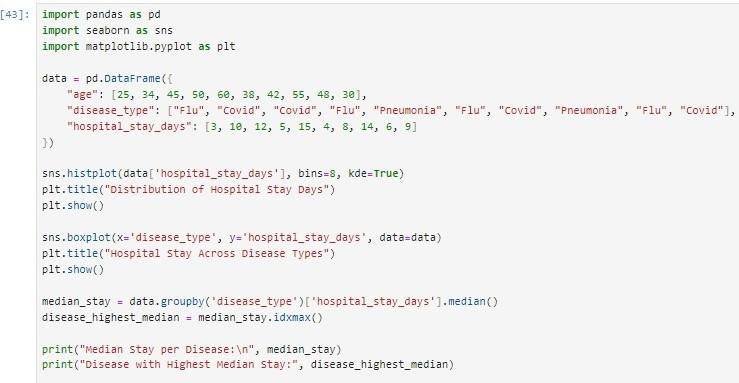 [43]: import pandas as pd
import seaborn as sns
import matplotlib.pyplot as plt
data = pd.DataFrame({
    "age": [25, 34, 45, 50, 60, 38, 42, 55, 48, 30],
    "disease_type": ["Flu", "Covid", "Covid", "Flu", "Pneumonia", "Flu", "Covid", "Pneumonia", "Flu", "Covid"],
    "hospital_stay_days": [3, 10, 12, 5, 15, 4, 8, 14, 6, 9]
})
sns.histplot(data['hospital_stay_days'], bins=8, kde=True)
plt.title("Distribution of Hospital Stay Days")
plt.show()
sns.boxplot(x='disease_type', y='hospital_stay_days', data=data)
plt.title("Hospital Stay Across Disease Types")
plt.show()
median_stay = data.groupby('disease_type')['hospital_stay_days'].median()
disease_highest_median = median_stay.idxmax()
print("Median Stay per Disease:\n", median_stay)
print("Disease with Highest Median Stay:", disease_highest_median)